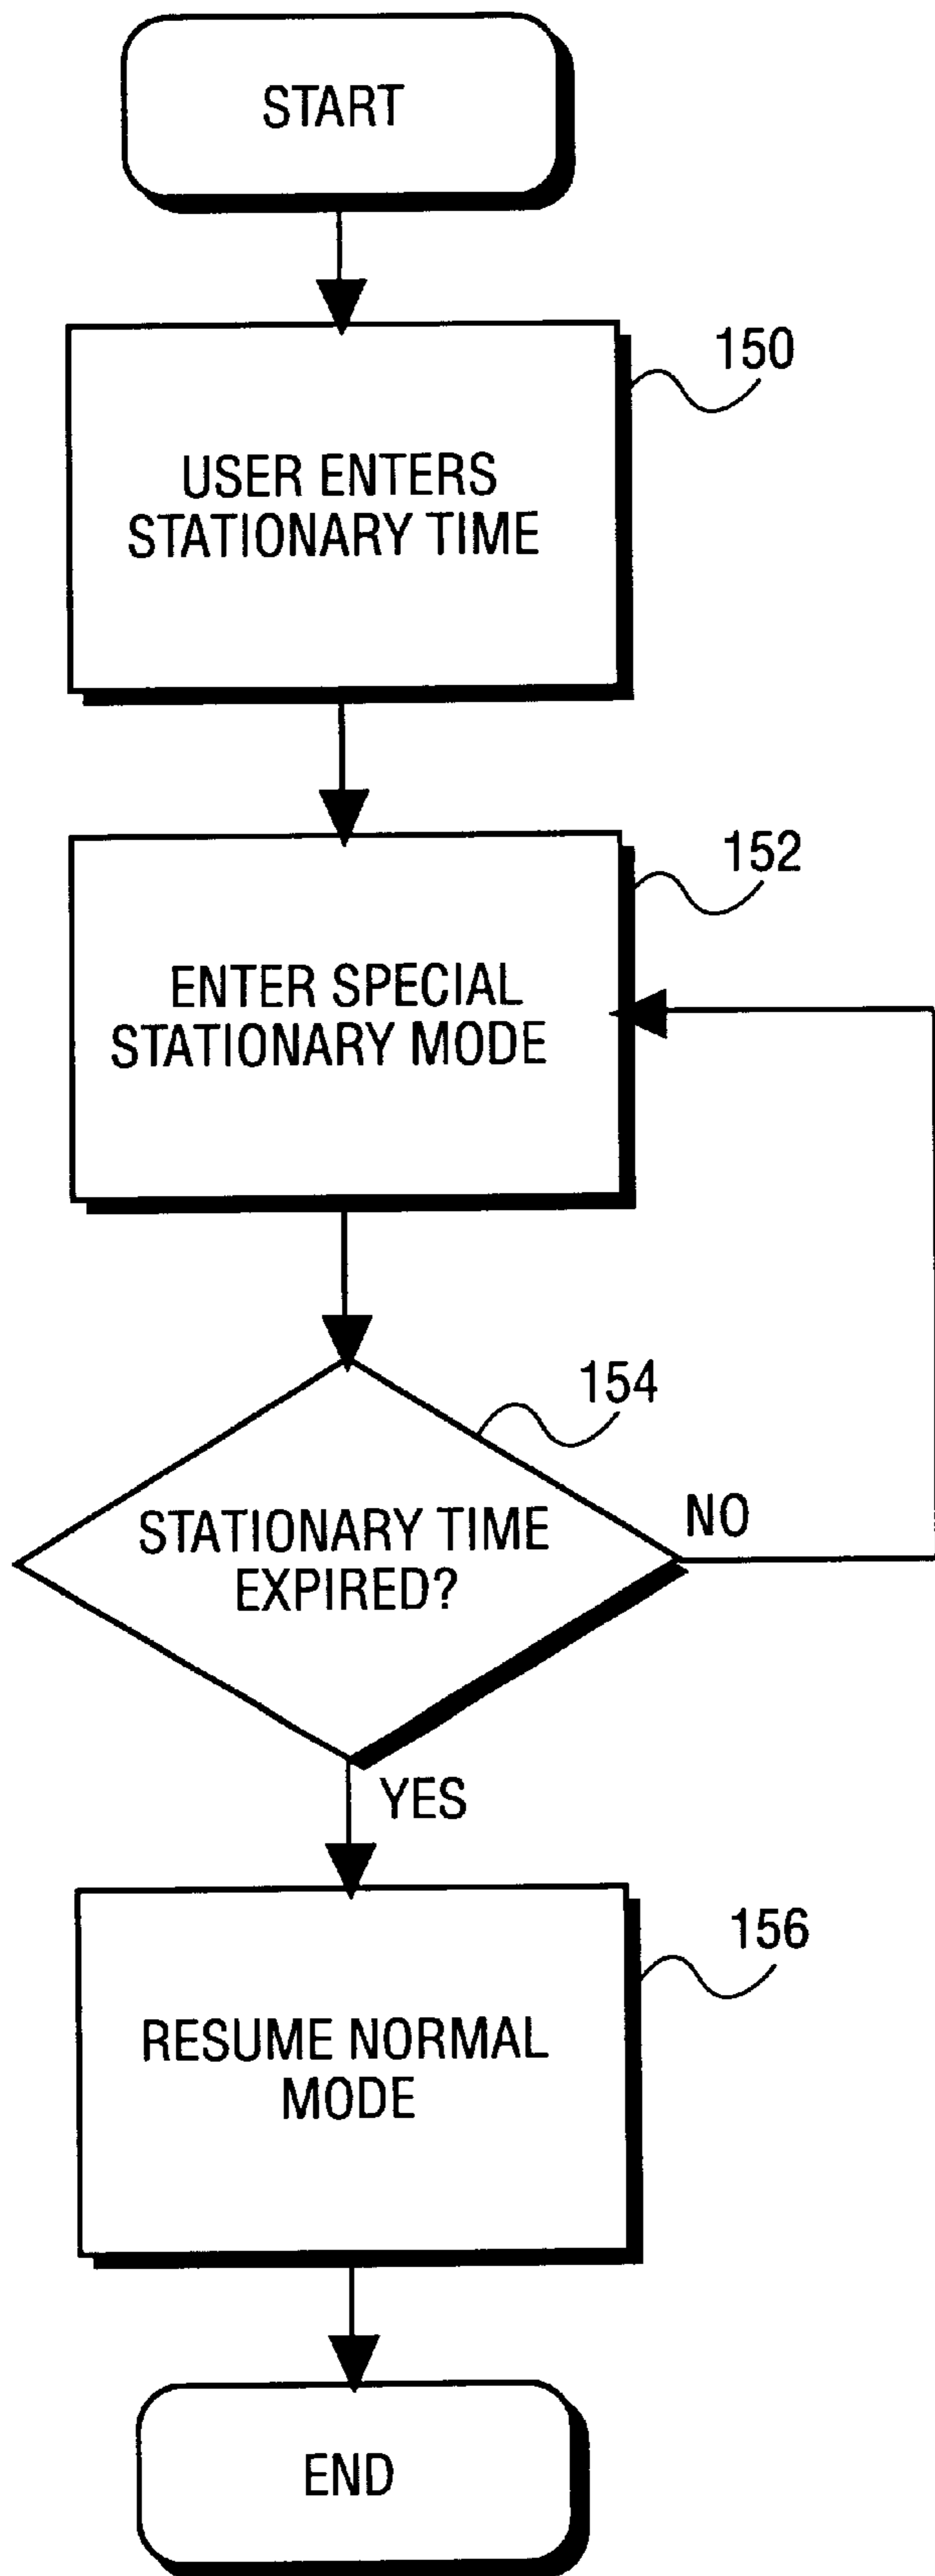 START
150
USER ENTERS
STATIONARY TIME
152
ENTER SPECIAL
STATIONARY MODE
154
STATIONARY TIME
EXPIRED?
NO
YES
156
RESUME NORMAL
MODE
END